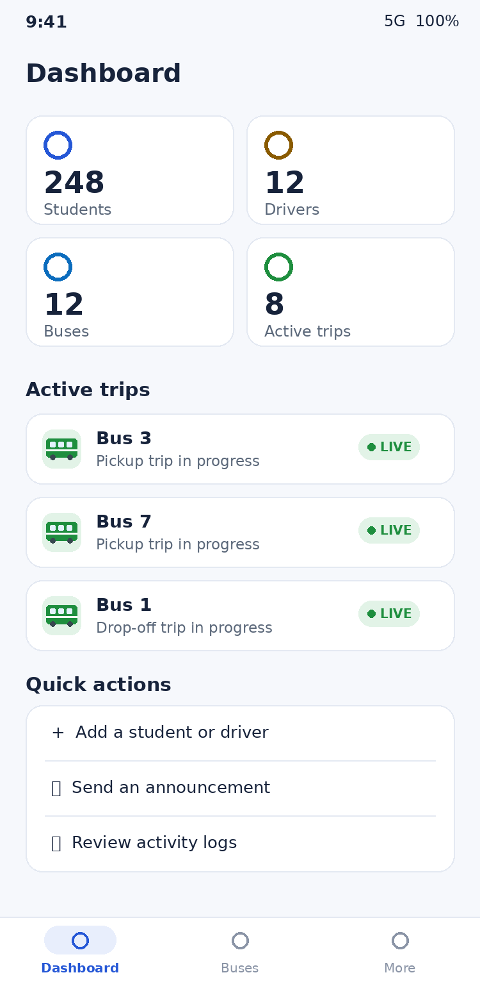 9:41
5G 100%
Dashboard
248
Students
12
Drivers
12
Buses
8
Active trips
Active trips
Bus 3
Pickup trip in progress
LIVE
Bus 7
Pickup trip in progress
LIVE
Bus 1
Drop-off trip in progress
LIVE
Quick actions
+ Add a student or driver
Send an announcement
Review activity logs
Dashboard
Buses
More